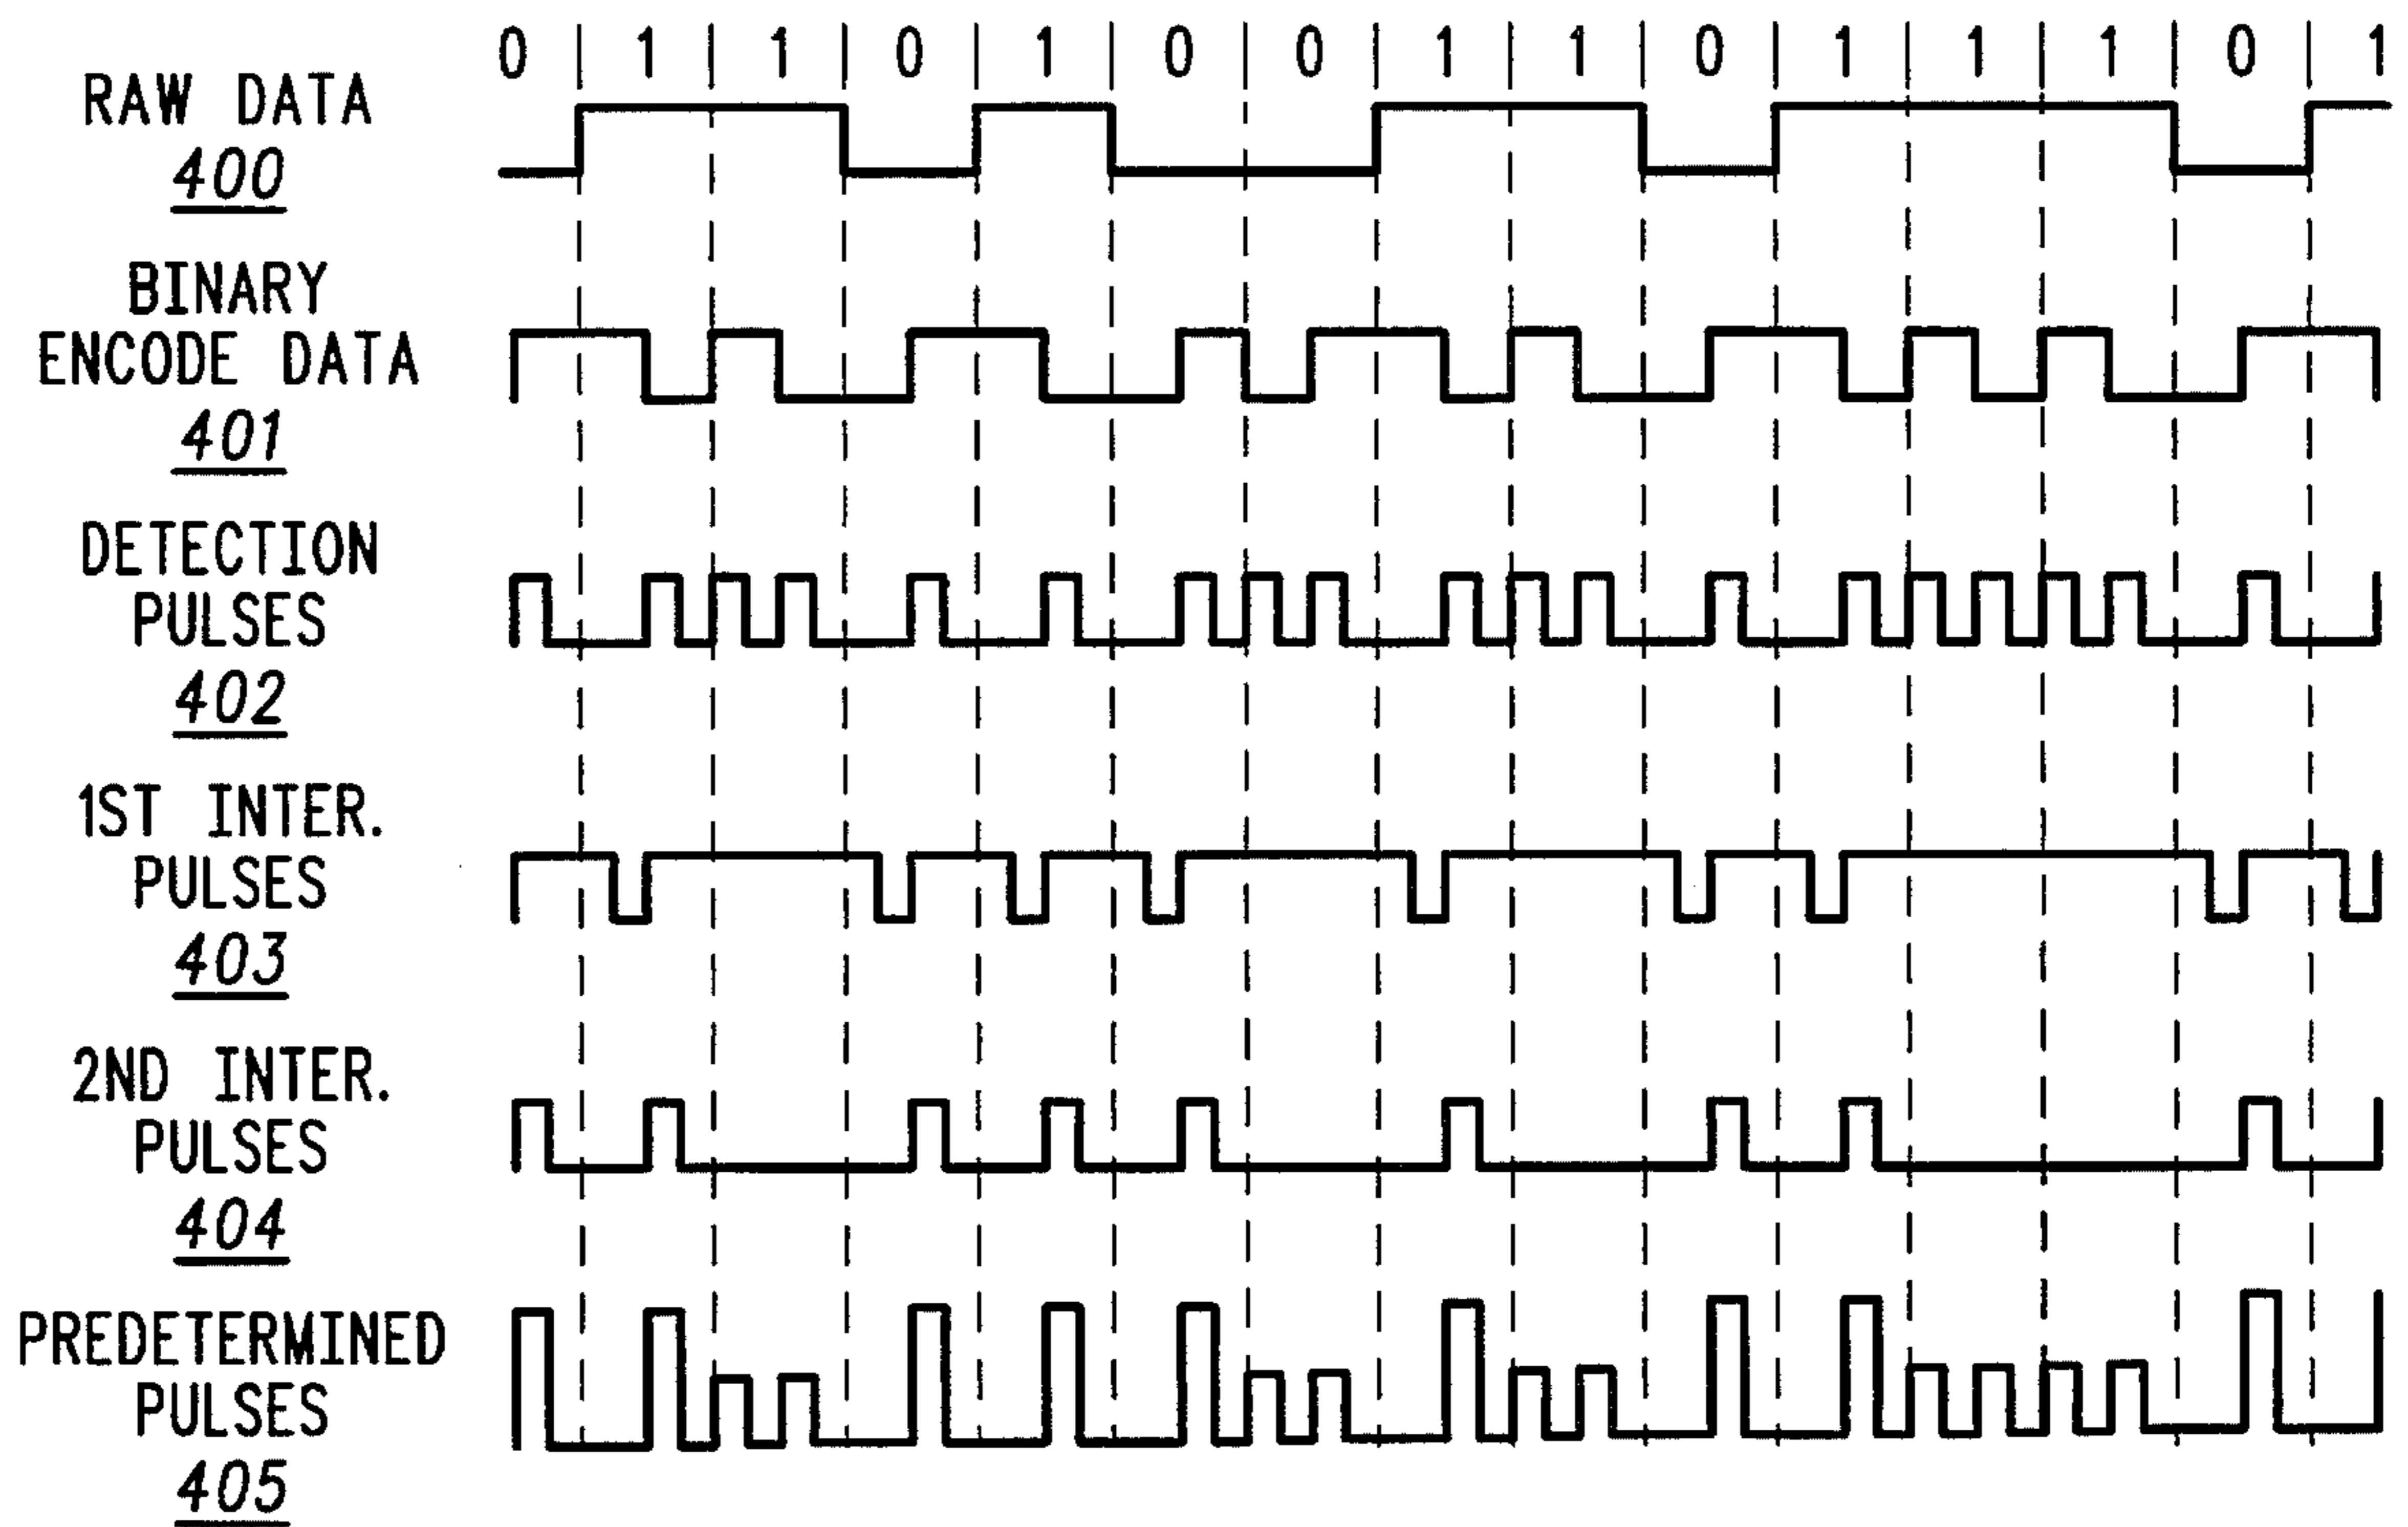 0 1 1 0 1 0 0 1 1 0 1 1 1 0 1
RAW DATA
400
BINARY
ENCODE DATA
401
DETECTION
PULSES
402
1ST INTER.
PULSES
403
2ND INTER.
PULSES
404
PREDETERMINED
PULSES
405